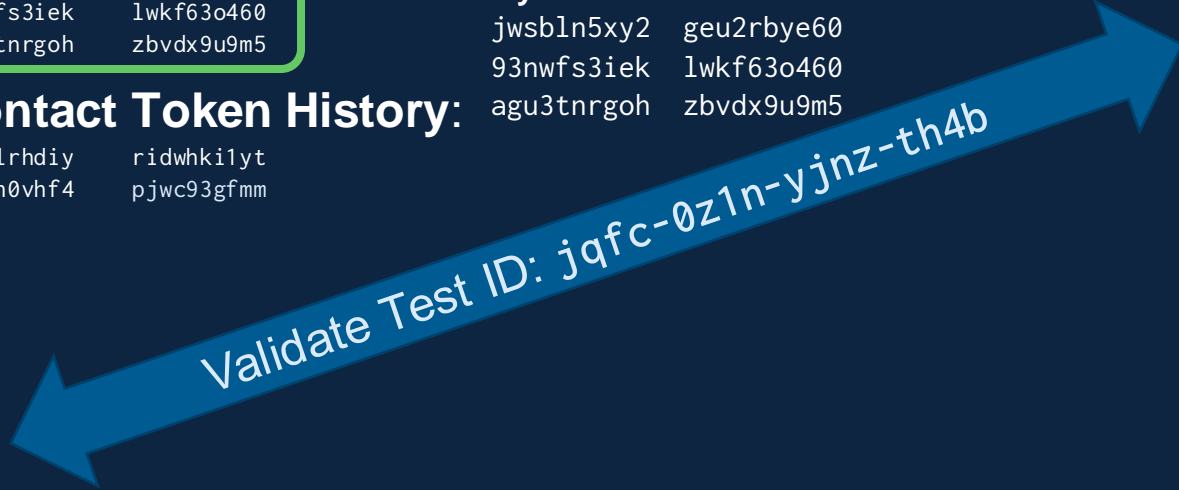 fs3iek lwkf63o460
tnrgoh zbvdx9u9m5
ontact Token History:
lrhdiy ridwhki1yt
n0vhf4 pjwc93gfmm
jwsbln5xy2 geu2rbye60
93nwfs3iek lwkf63o460
agu3tnrgoh zbvdx9u9m5
Validate Test ID: jqfc-0z1n-yjnz-th4b